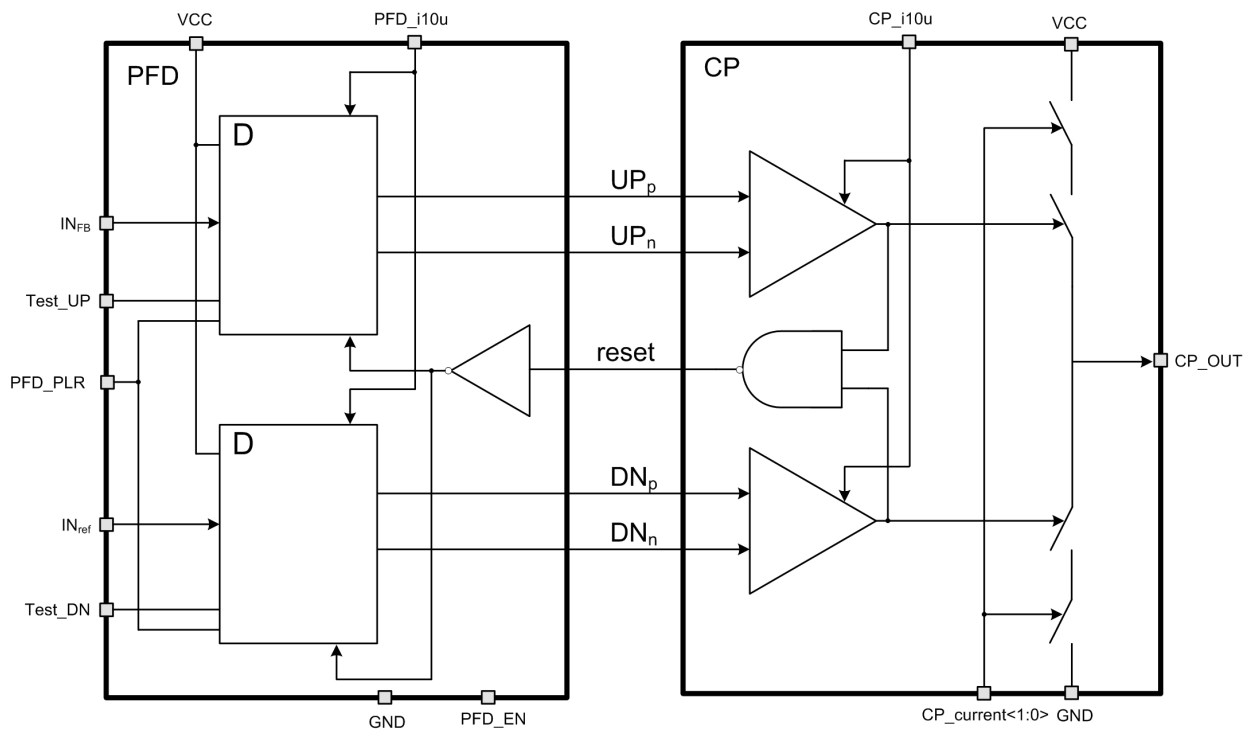 VCC
PFD_i10u
CP_i10u
VCC
PFD
CP
D
UPp
UPn
INFB
Test_UP
reset
PFD_PLR
CP_OUT
D
DNp
DNn
INref
Test_DN
GND
PFD_EN
CP_current<1:0>
GND